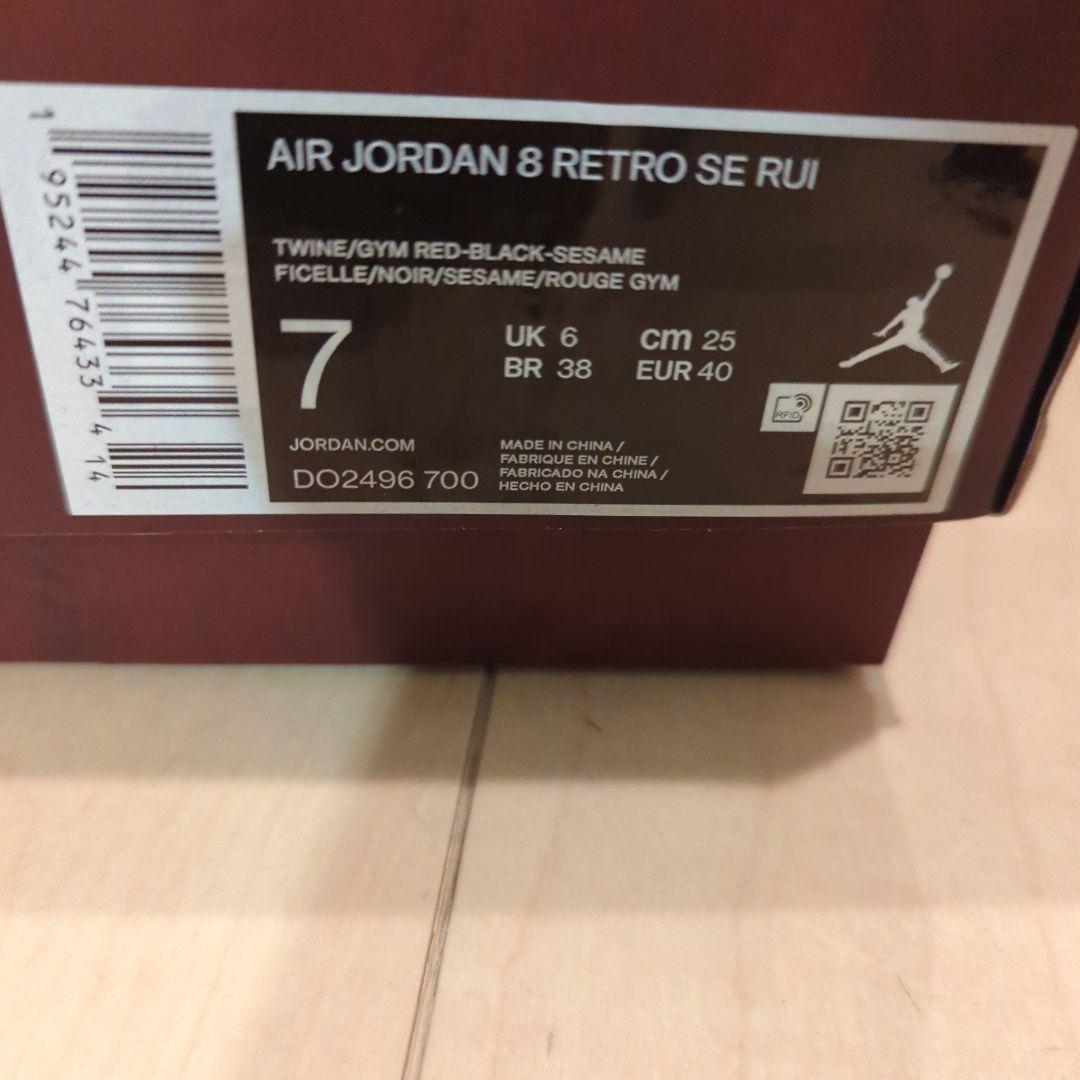 AIR JORDAN 8 RETRO SE RUI
TWINE/GYM RED-BLACK-SESAME
FICELLE/NOIR/SESAME/ROUGE GYM
7
UK 6
cm 25
BR 38
EUR 40
RFID
JORDAN.COM
DO2496 700
MADE IN CHINA /
FABRIQUE EN CHINE /
FABRICADO NA CHINA /
HECHO EN CHINA
1 95244 76433 4 14